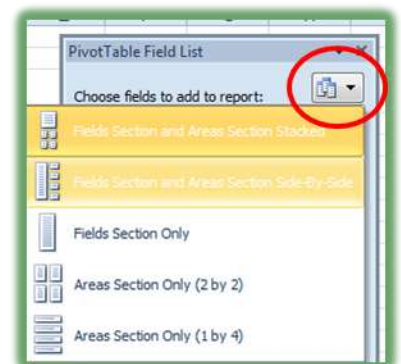 PivotTable Field List
Choose fields to add to report:
Fields Section and Areas Section Stacked
Fields Section and Areas Section Side-By-Side
Fields Section Only
Areas Section Only (2 by 2)
Areas Section Only (1 by 4)